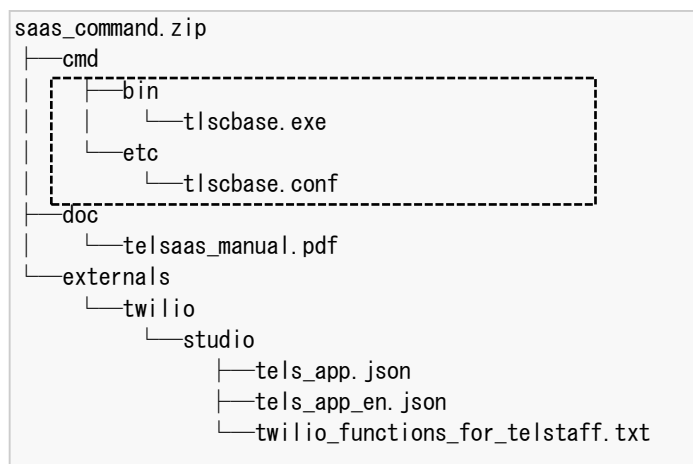 saas_command.zip
├──cmd
│ ├──bin
│ │ └──tlscbase.exe
│ └──etc
│ └──tlscbase.conf
├──doc
│ └──telsaas_manual.pdf
└──externals
└──twilio
└──studio
├──tels_app.json
├──tels_app_en.json
└──twilio_functions_for_telstaff.txt